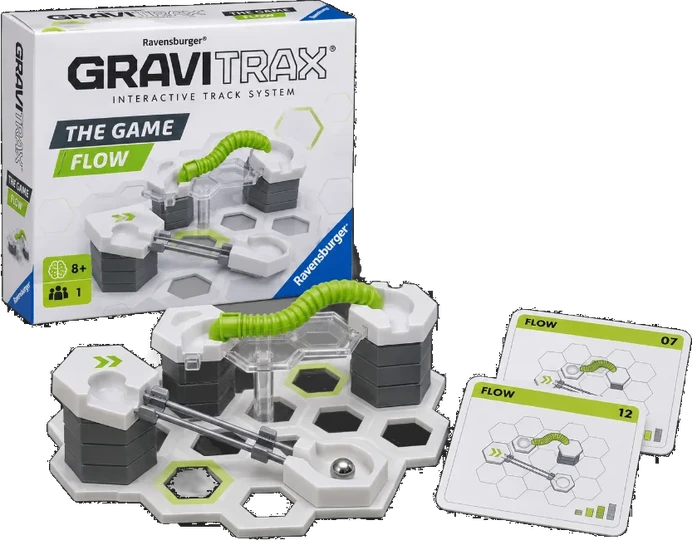 Ravensburger®
GRAVITRAX®
INTERACTIVE TRACK SYSTEM
THE GAME
FLOW
8+
1
Ravensburger
GRAVITRAX
THE GAME
FLOW
Ravensburger
FLOW 07
FLOW 12